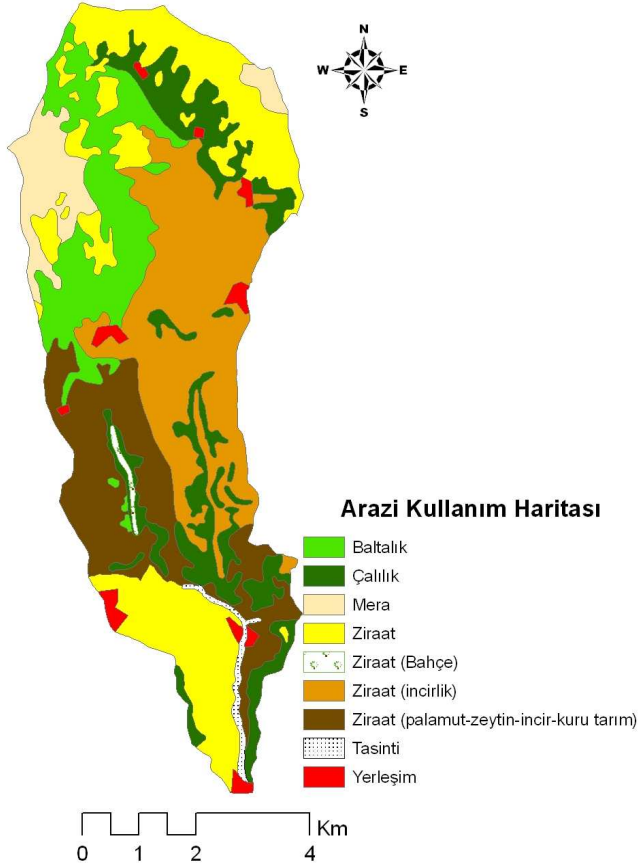 N
W E
S
Arazi Kullanım Haritası
Baltalık
Çalılık
Mera
Ziraat
Ziraat (Bahçe)
Ziraat (incirlik)
Ziraat (palamut-zeytin-incir-kuru tarım)
Tasinti
Yerleşim
Km
0 1 2 4